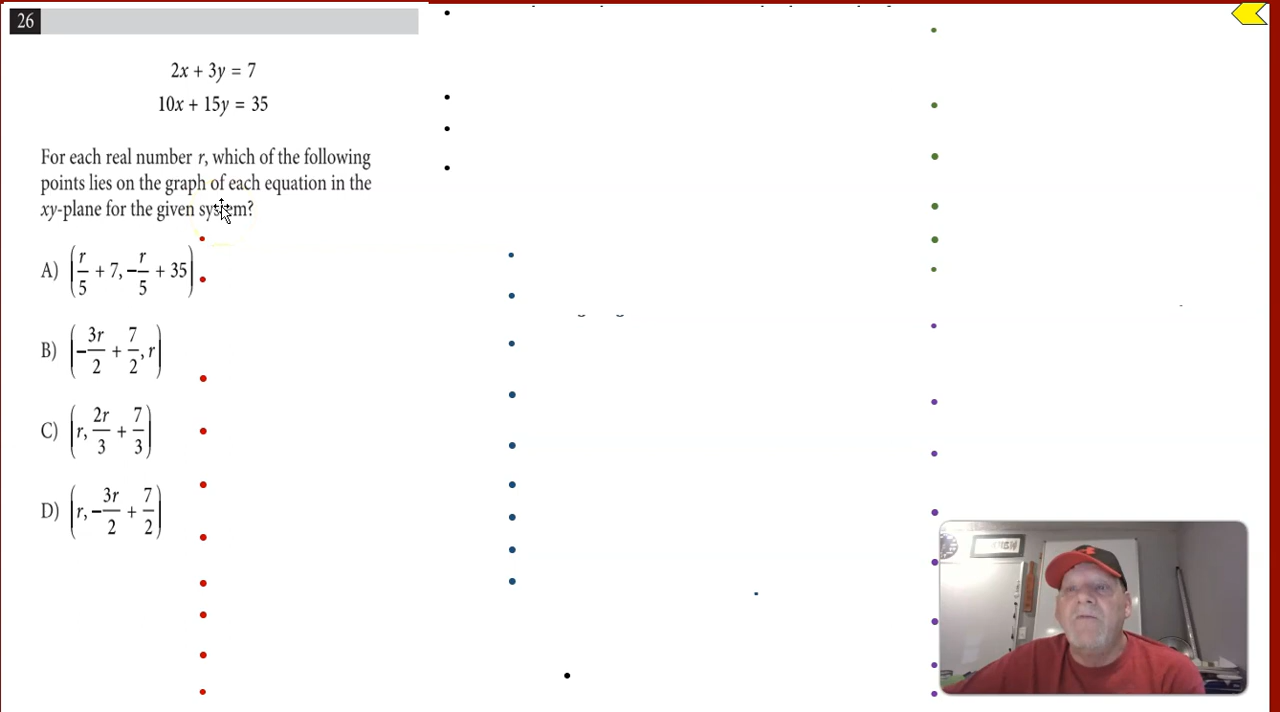 26
2x + 3y = 7
10x + 15y = 35
For each real number r, which of the following
points lies on the graph of each equation in the
xy-plane for the given system?
A) (r/5 + 7, −r/5 + 35)
B) (−3r/2 + 7/2, r)
C) (r, 2r/3 + 7/3)
D) (r, −3r/2 + 7/2)